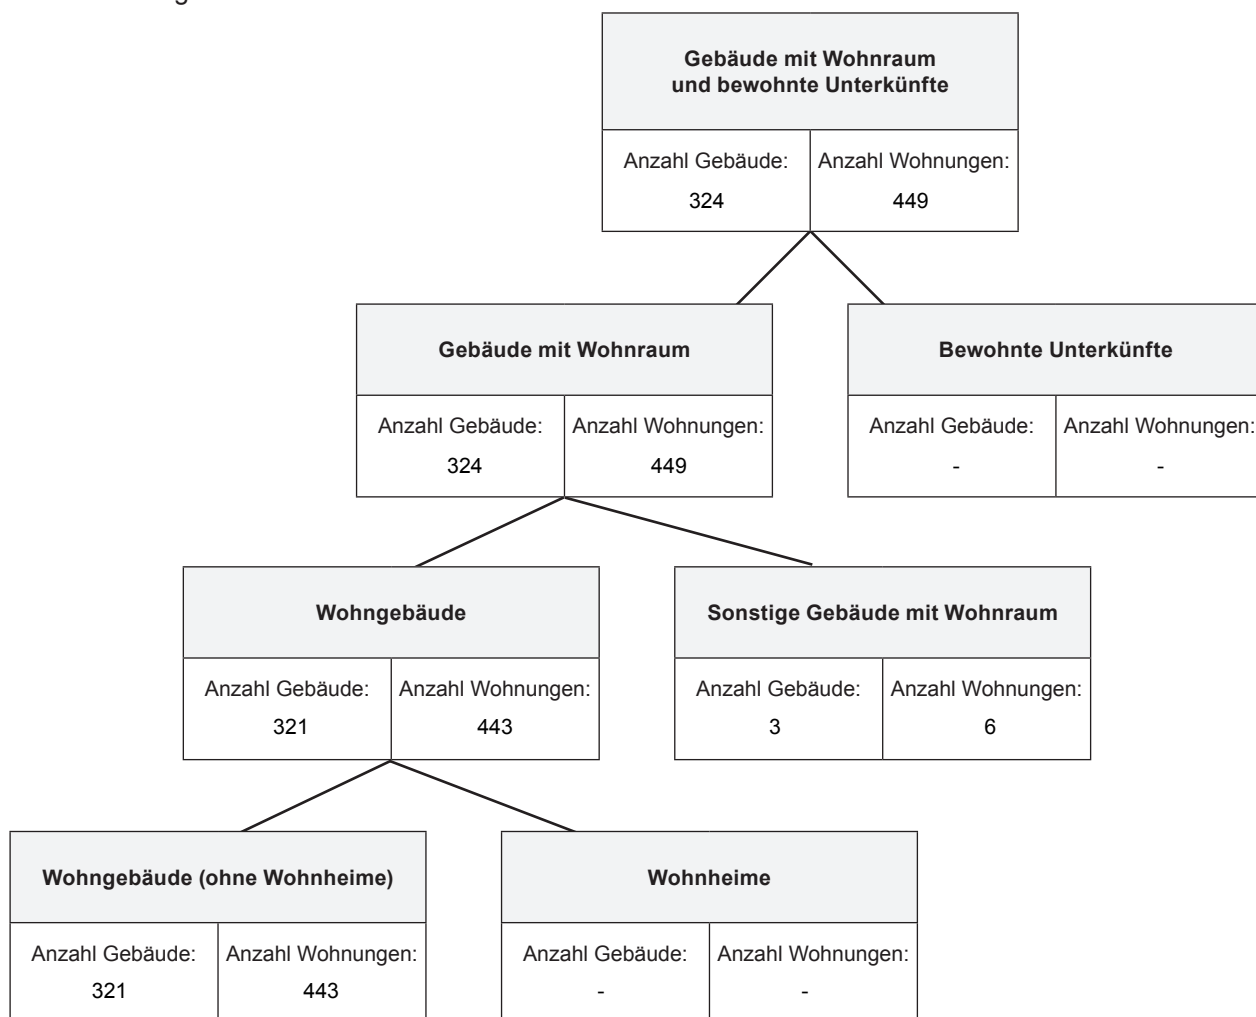 Gebäude mit Wohnraum
und bewohnte Unterkünfte
Anzahl Gebäude: Anzahl Wohnungen:
324 449
Gebäude mit Wohnraum
Anzahl Gebäude: Anzahl Wohnungen:
324 449
Bewohnte Unterkünfte
Anzahl Gebäude: Anzahl Wohnungen:
- -
Wohngebäude
Anzahl Gebäude: Anzahl Wohnungen:
321 443
Sonstige Gebäude mit Wohnraum
Anzahl Gebäude: Anzahl Wohnungen:
3 6
Wohngebäude (ohne Wohnheime)
Anzahl Gebäude: Anzahl Wohnungen:
321 443
Wohnheime
Anzahl Gebäude: Anzahl Wohnungen:
- -